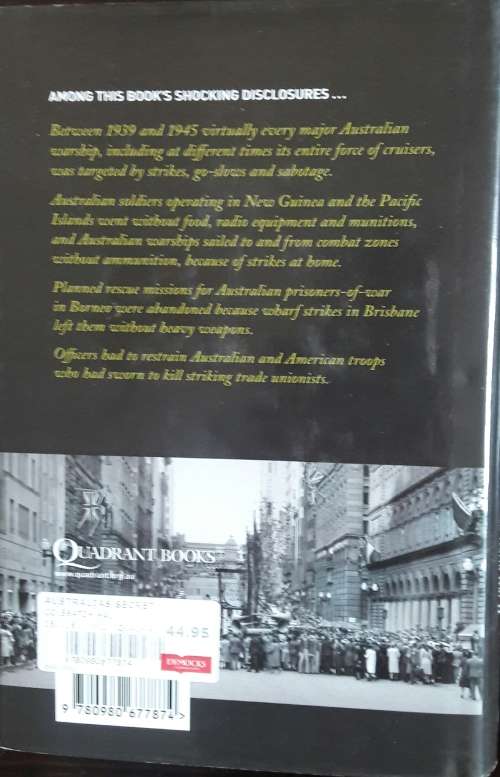 AMONG THIS BOOK'S SHOCKING DISCLOSURES ...
Between 1939 and 1945 virtually every major Australian
warship, including at different times its entire force of cruisers,
was targeted by strikes, go-slows and sabotage.
Australian soldiers operating in New Guinea and the Pacific
Islands went without food, radio equipment and munitions,
and Australian warships sailed to and from combat zones
without ammunition, because of strikes at home.
Planned rescue missions for Australian prisoners-of-war
in Borneo were abandoned because wharf strikes in Brisbane
left them without heavy weapons.
Officers had to restrain Australian and American troops
who had sworn to kill striking trade unionists.
QUADRANT BOOKS
www.quadrant.org.au
AUSTRALIAS SECRET
44.95
DYMOCKS
9780980677874
9 780980 677874 >